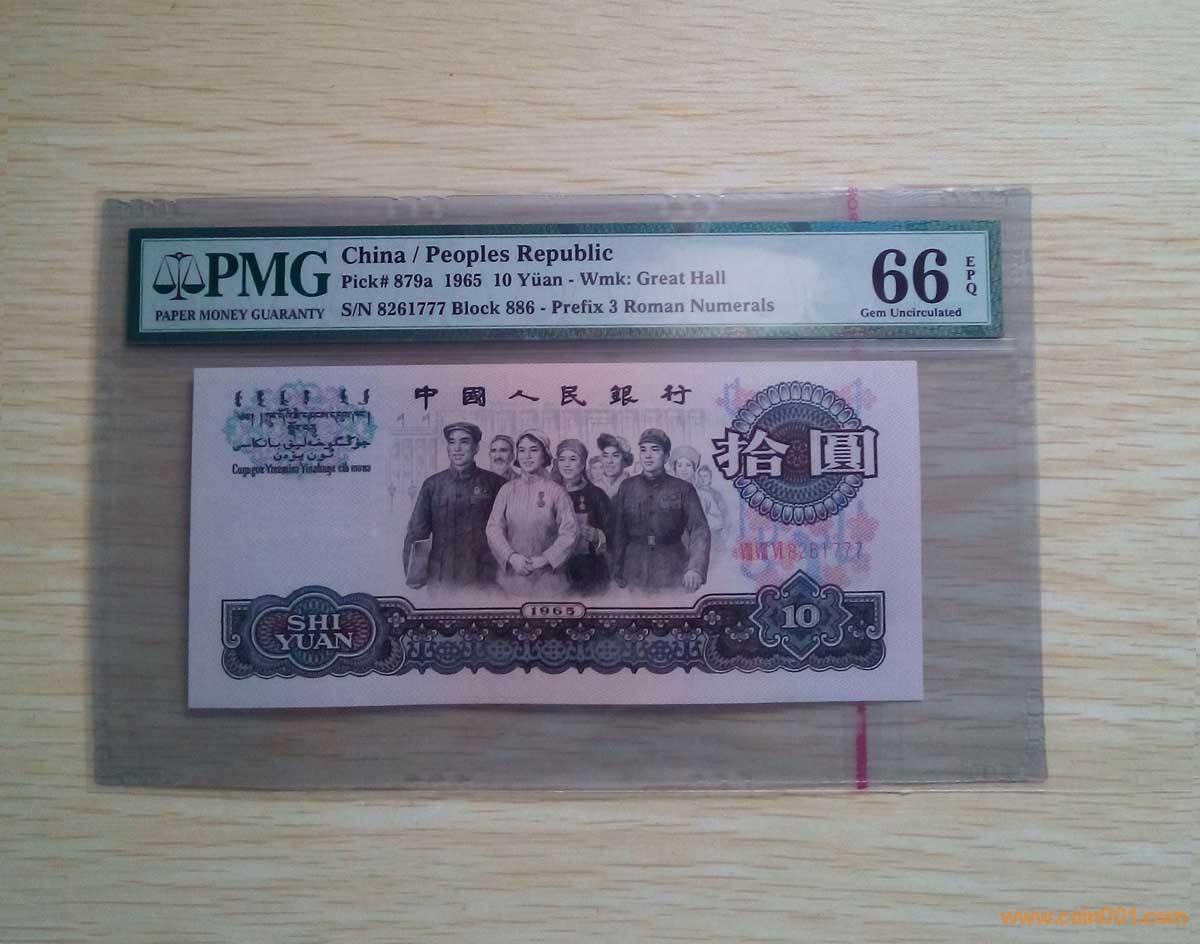 PMG
PAPER MONEY GUARANTY
China / Peoples Republic
Pick# 879a 1965 10 Yüan - Wmk: Great Hall
S/N 8261777 Block 886 - Prefix 3 Roman Numerals
66
EPQ
Gem Uncirculated
中國人民銀行
拾圓
8261777
1965
SHI
YUAN
10
www.coin001.com